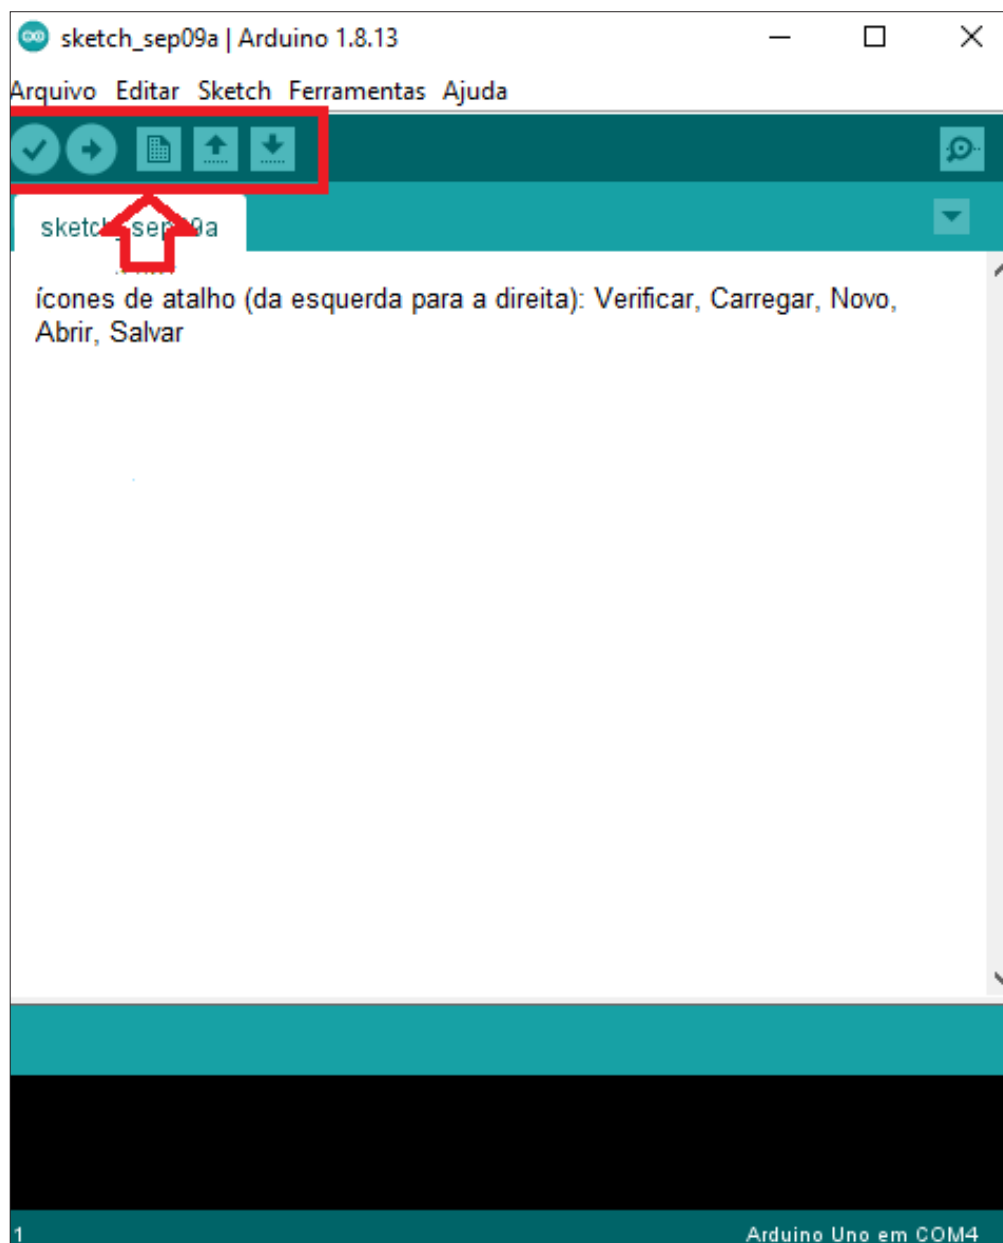 sketch_sep09a | Arduino 1.8.13
Arquivo Editar Sketch Ferramentas Ajuda
sketch_sep09a
ícones de atalho (da esquerda para a direita): Verificar, Carregar, Novo,
Abrir, Salvar
1
Arduino Uno em COM4